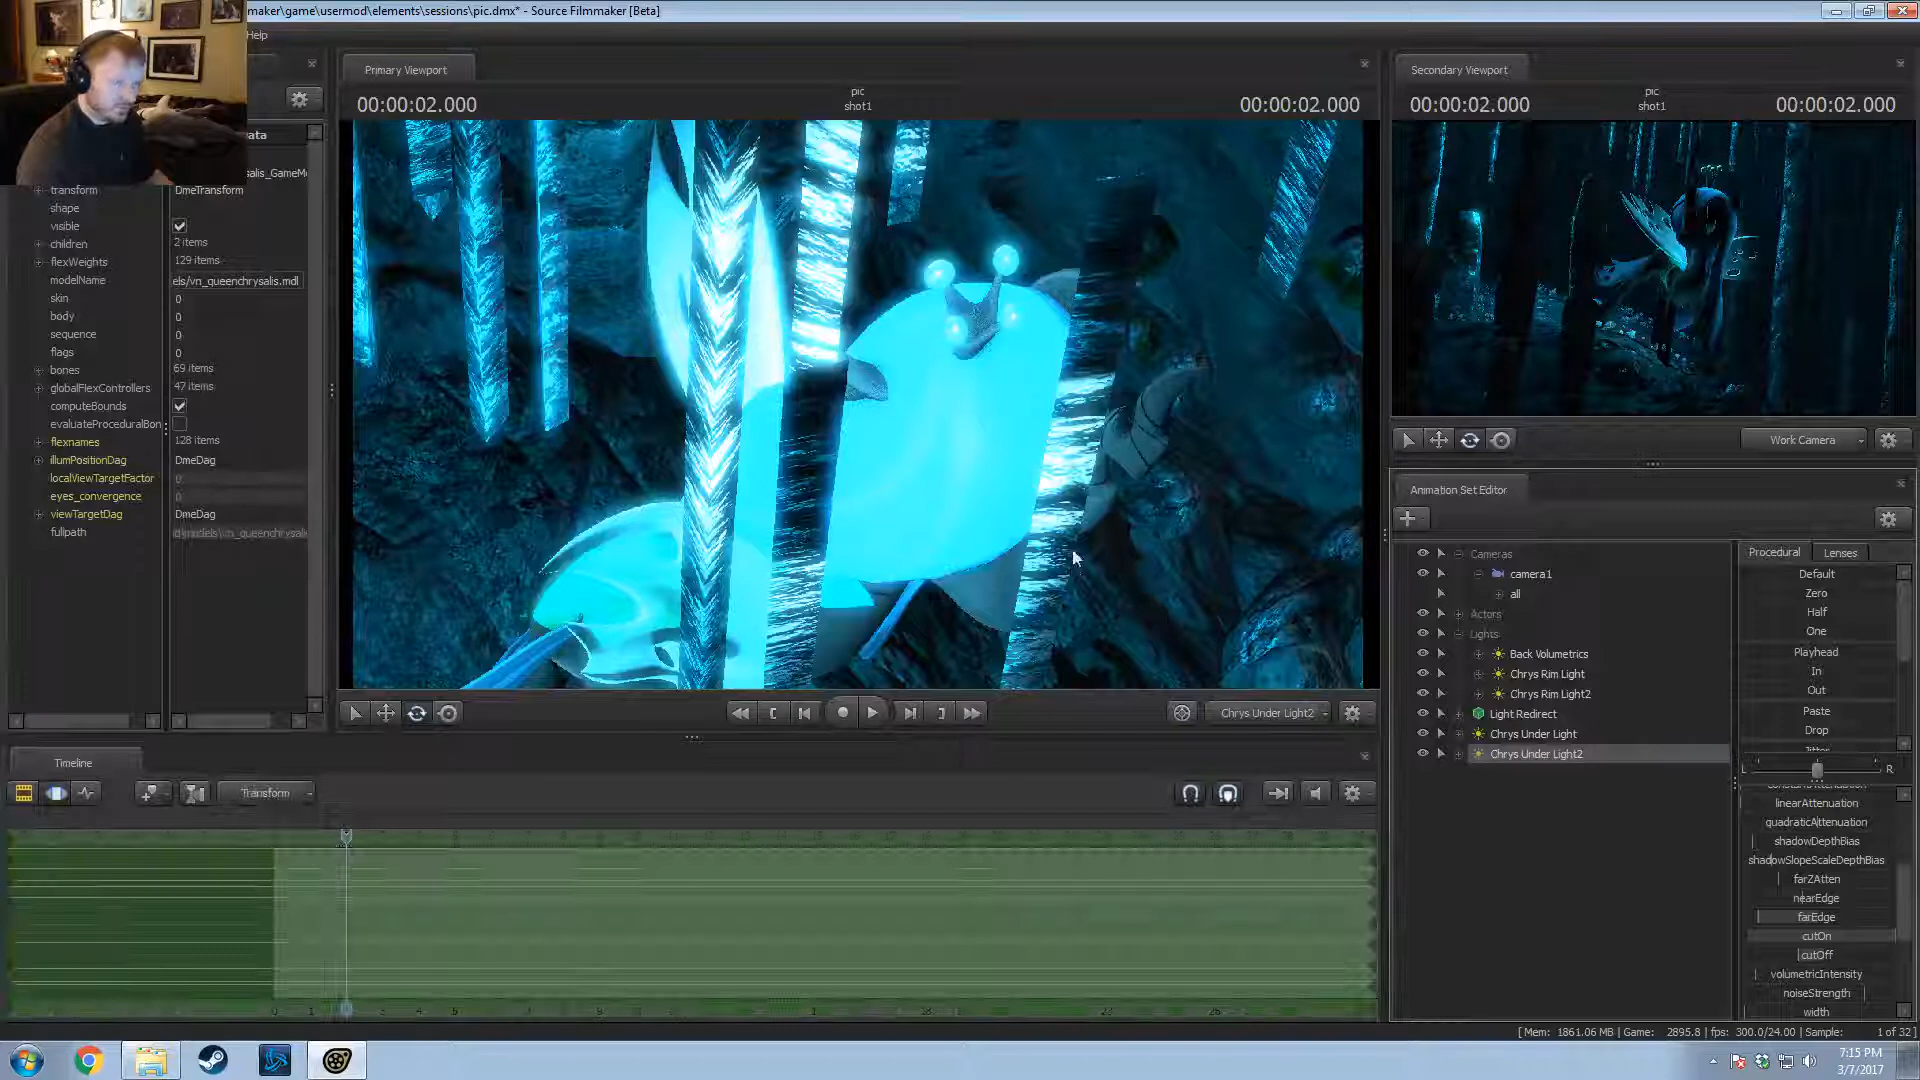 maker\game\usermod\elements\sessions\pic.dmx* - Source Filmmaker [Beta]
Help
Primary Viewport
Secondary Viewport
pic
shot1
00:00:02.000
00:00:02.000
pic
shot1
00:00:02.000
00:00:02.000
ata
salis_GameMo
transform DmeTransform
shape
visible
children 2 items
flexWeights 129 items
modelName els/vn_queenchrysalis.mdl
skin 0
body 0
sequence 0
flags 0
bones 69 items
globalFlexControllers 47 items
computeBounds
evaluateProceduralBon
flexnames 128 items
illumPositionDag DmeDag
localViewTargetFactor 0
eyes_convergence 0
viewTargetDag DmeDag
fullpath
Work Camera
Animation Set Editor
Cameras
camera1
all
Actors
Lights
Back Volumetrics
Chrys Rim Light
Chrys Rim Light2
Light Redirect
Chrys Under Light
Chrys Under Light2
Procedural Lenses
Default
Zero
Half
One
Playhead
In
Out
Paste
Drop
Jitter
L R
constantAttenuation
linearAttenuation
quadraticAttenuation
shadowDepthBias
shadowSlopeScaleDepthBias
farZAtten
nearEdge
farEdge
cutOn
cutOff
volumetricIntensity
noiseStrength
width
Chrys Under Light2
Timeline
Transform
[ Mem: 1861.06 MB | Game: 2895.8 | fps: 300.0/24.00 | Sample: 1 of 32 ]
7:15 PM
3/7/2017